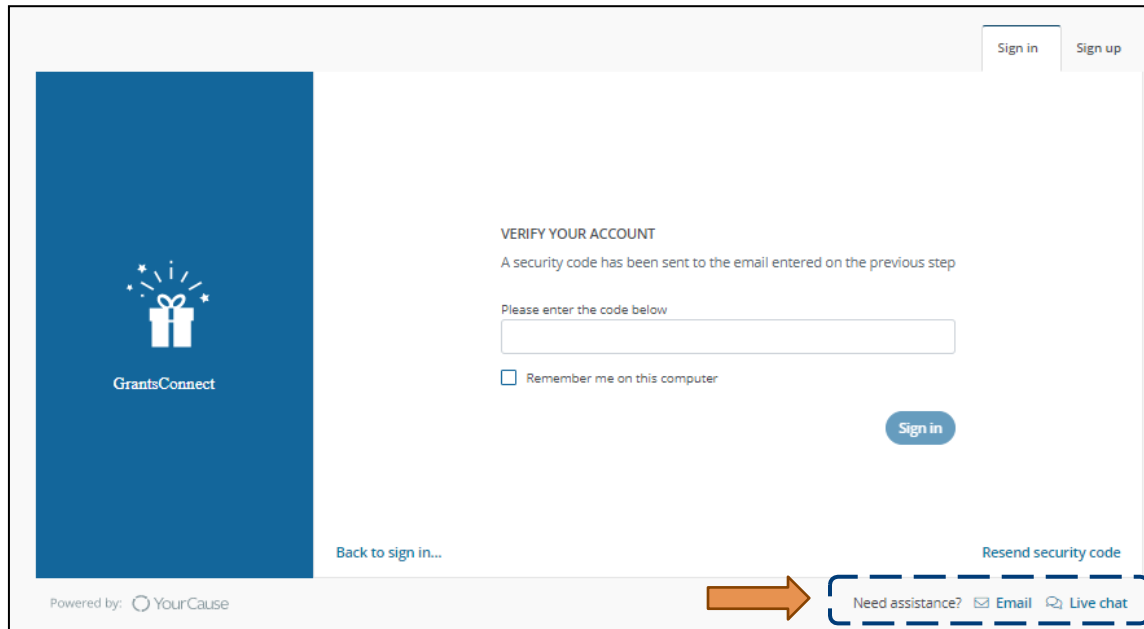 Sign in Sign up
VERIFY YOUR ACCOUNT
A security code has been sent to the email entered on the previous step
Please enter the code below
Remember me on this computer
GrantsConnect
Sign in
Back to sign in... Resend security code
Powered by: YourCause Need assistance? Email Live chat